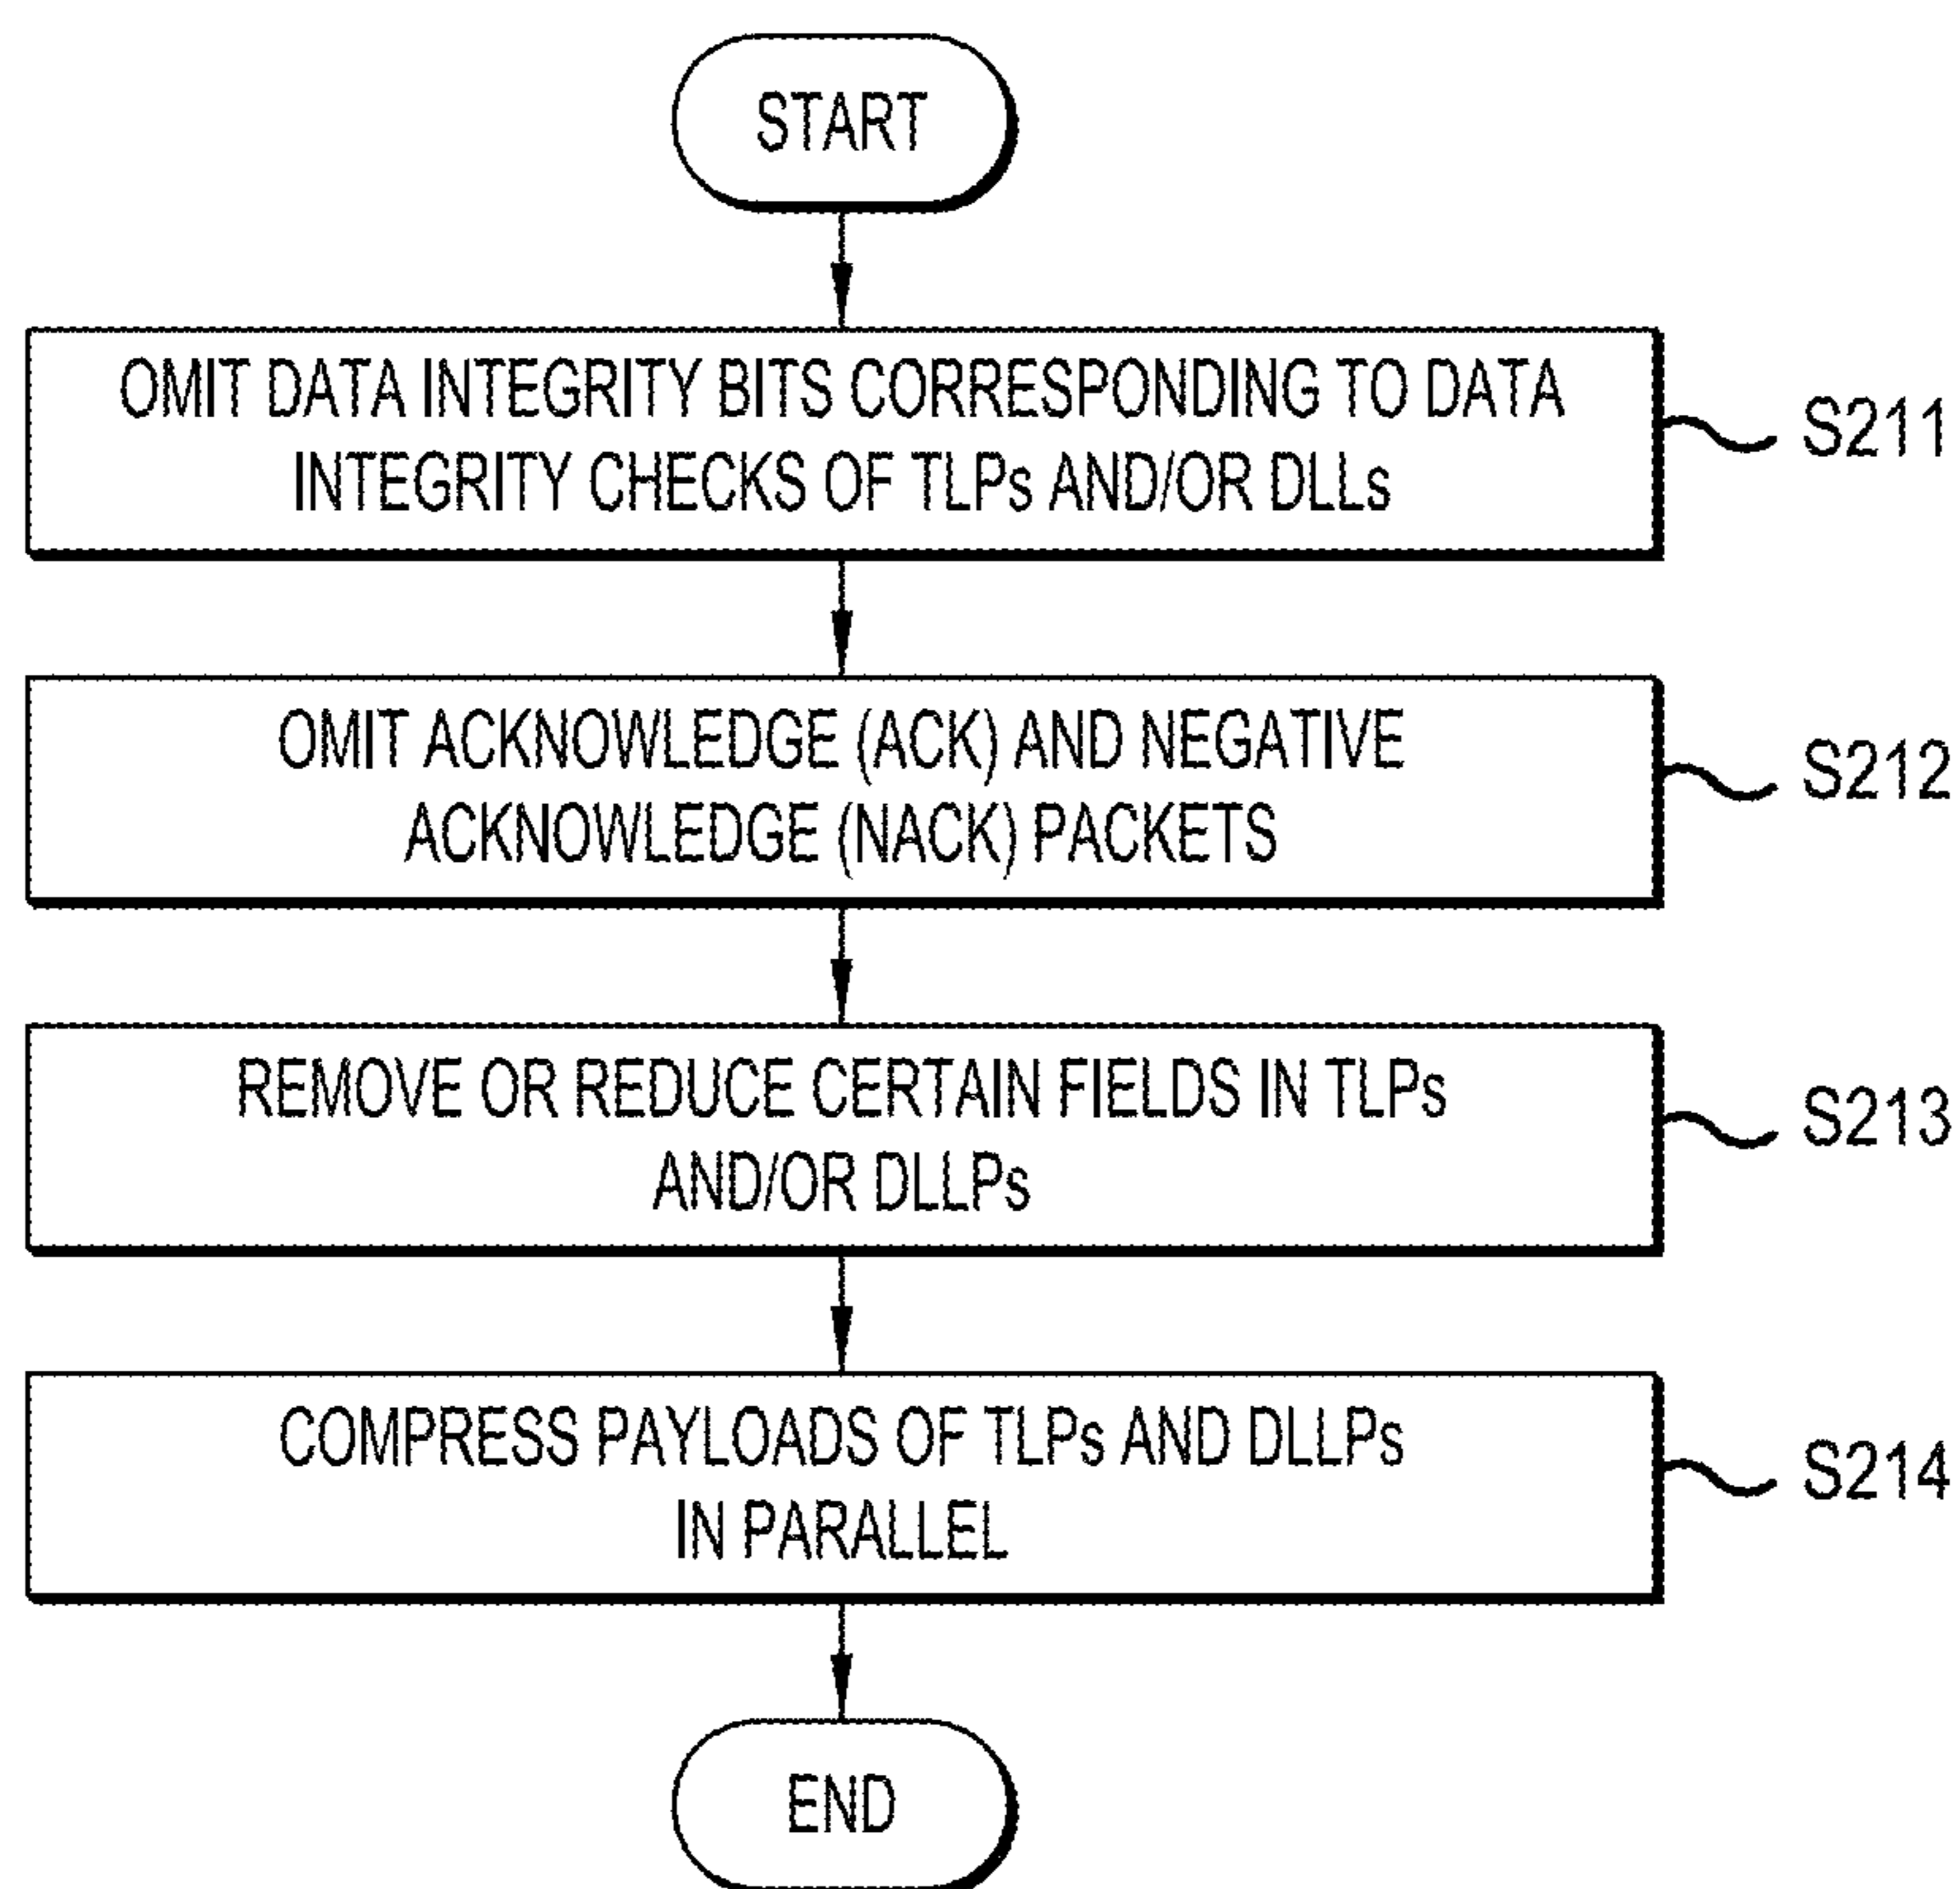 START
OMIT DATA INTEGRITY BITS CORRESPONDING TO DATA
INTEGRITY CHECKS OF TLPs AND/OR DLLs
S211
OMIT ACKNOWLEDGE (ACK) AND NEGATIVE
ACKNOWLEDGE (NACK) PACKETS
S212
REMOVE OR REDUCE CERTAIN FIELDS IN TLPs
AND/OR DLLPs
S213
COMPRESS PAYLOADS OF TLPs AND DLLPs
IN PARALLEL
S214
END